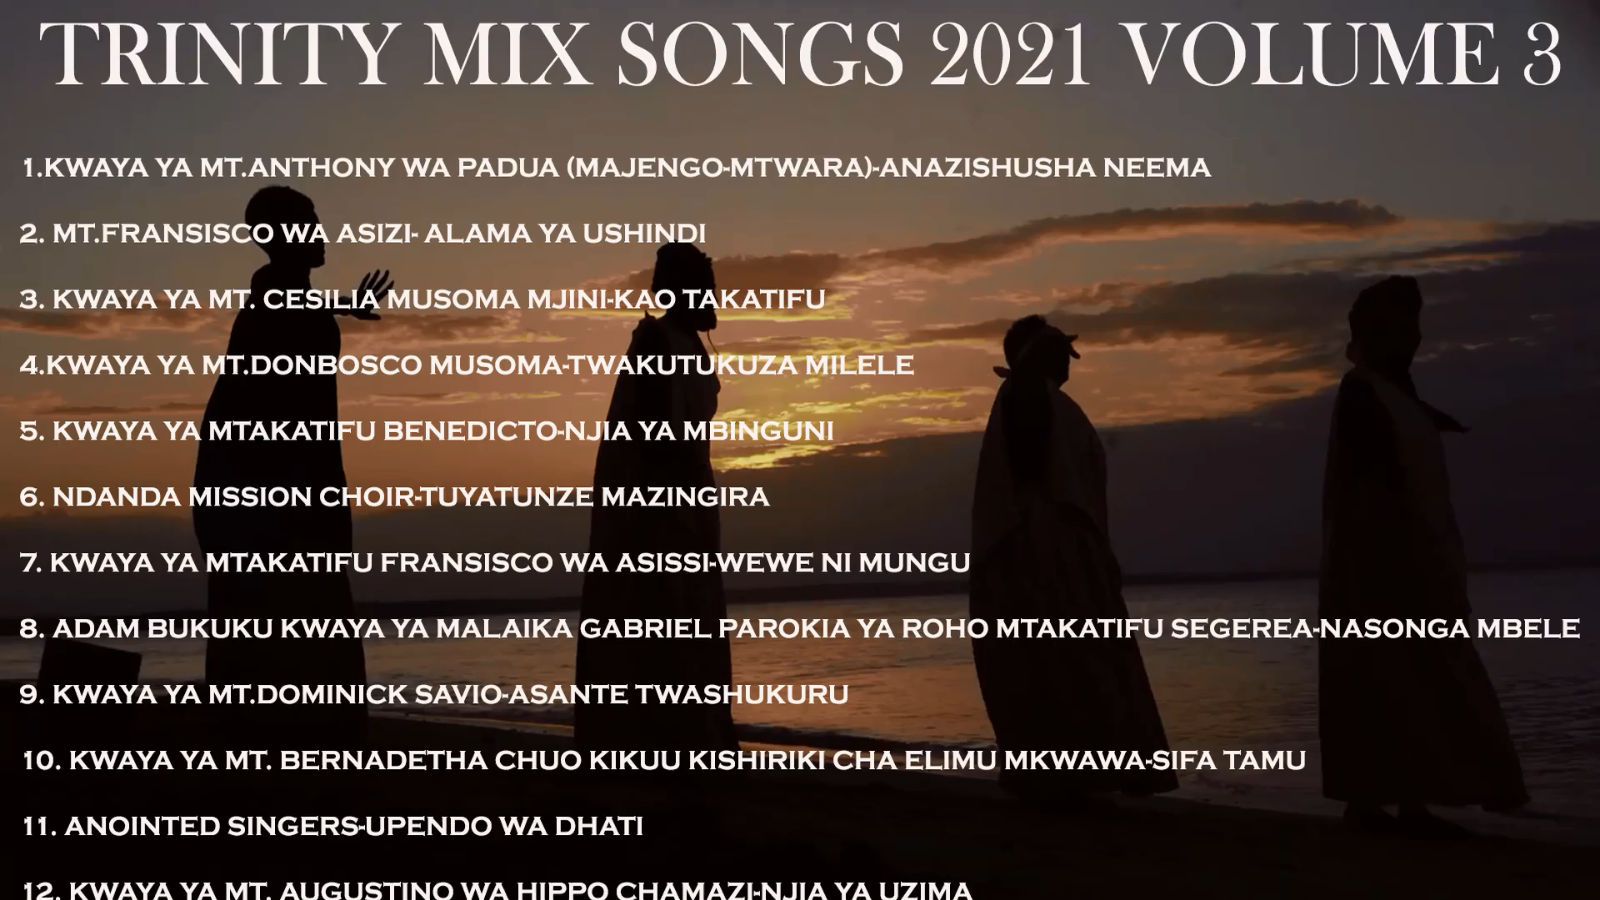 TRINITY MIX SONGS 2021 VOLUME 3
1.KWAYA YA MT.ANTHONY WA PADUA (MAJENGO-MTWARA)-ANAZISHUSHA NEEMA
2. MT.FRANSISCO WA ASIZI- ALAMA YA USHINDI
3. KWAYA YA MT. CESILIA MUSOMA MJINI-KAO TAKATIFU
4.KWAYA YA MT.DONBOSCO MUSOMA-TWAKUTUKUZA MILELE
5. KWAYA YA MTAKATIFU BENEDICTO-NJIA YA MBINGUNI
6. NDANDA MISSION CHOIR-TUYATUNZE MAZINGIRA
7. KWAYA YA MTAKATIFU FRANSISCO WA ASISSI-WEWE NI MUNGU
8. ADAM BUKUKU KWAYA YA MALAIKA GABRIEL PAROKIA YA ROHO MTAKATIFU SEGEREA-NASONGA MBELE
9. KWAYA YA MT.DOMINICK SAVIO-ASANTE TWASHUKURU
10. KWAYA YA MT. BERNADETHA CHUO KIKUU KISHIRIKI CHA ELIMU MKWAWA-SIFA TAMU
11. ANOINTED SINGERS-UPENDO WA DHATI
12. KWAYA YA MT. AUGUSTINO WA HIPPO CHAMAZI-NJIA YA UZIMA